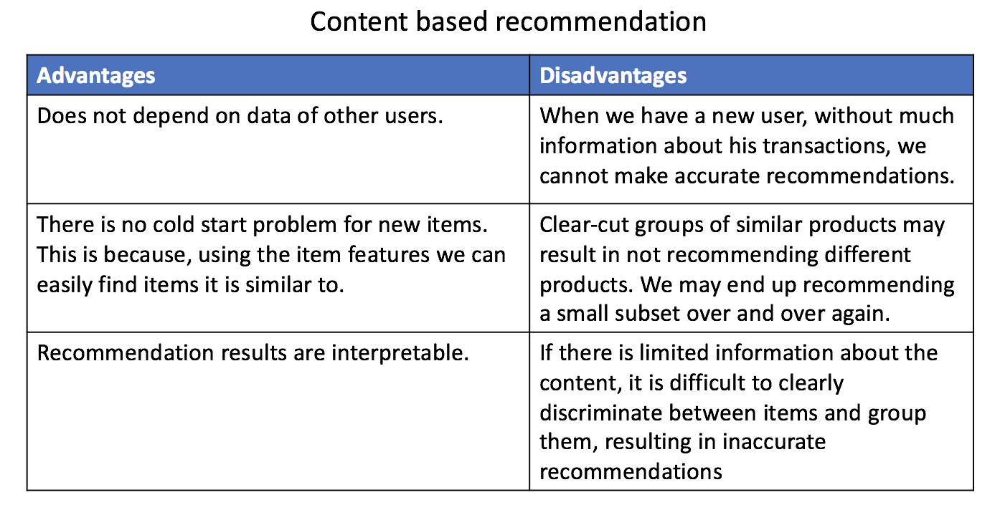 Content based recommendation
Advantages
Disadvantages
Does not depend on data of other users.
When we have a new user, without much
information about his transactions, we
cannot make accurate recommendations.
There is no cold start problem for new items.
This is because, using the item features we can
easily find items it is similar to.
Clear-cut groups of similar products may
result in not recommending different
products. We may end up recommending
a small subset over and over again.
Recommendation results are interpretable.
If there is limited information about the
content, it is difficult to clearly
discriminate between items and group
them, resulting in inaccurate
recommendations